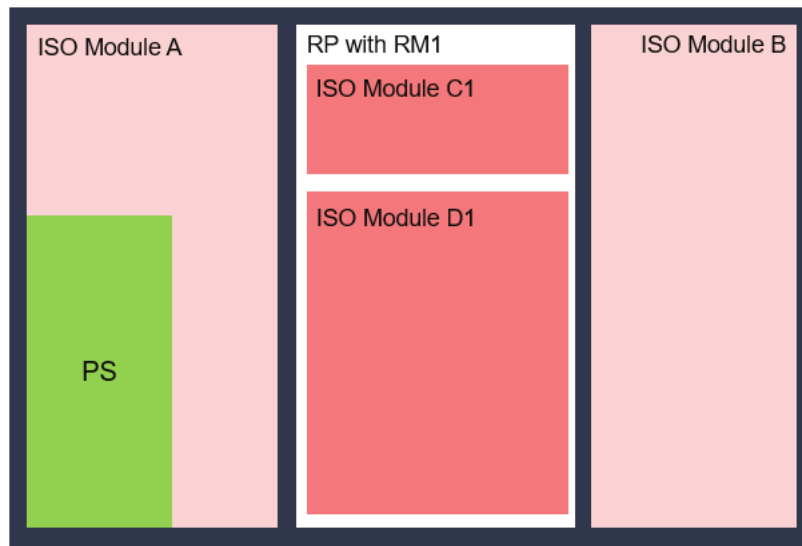 ISO Module A
RP with RM1
ISO Module B
ISO Module C1
ISO Module D1
PS